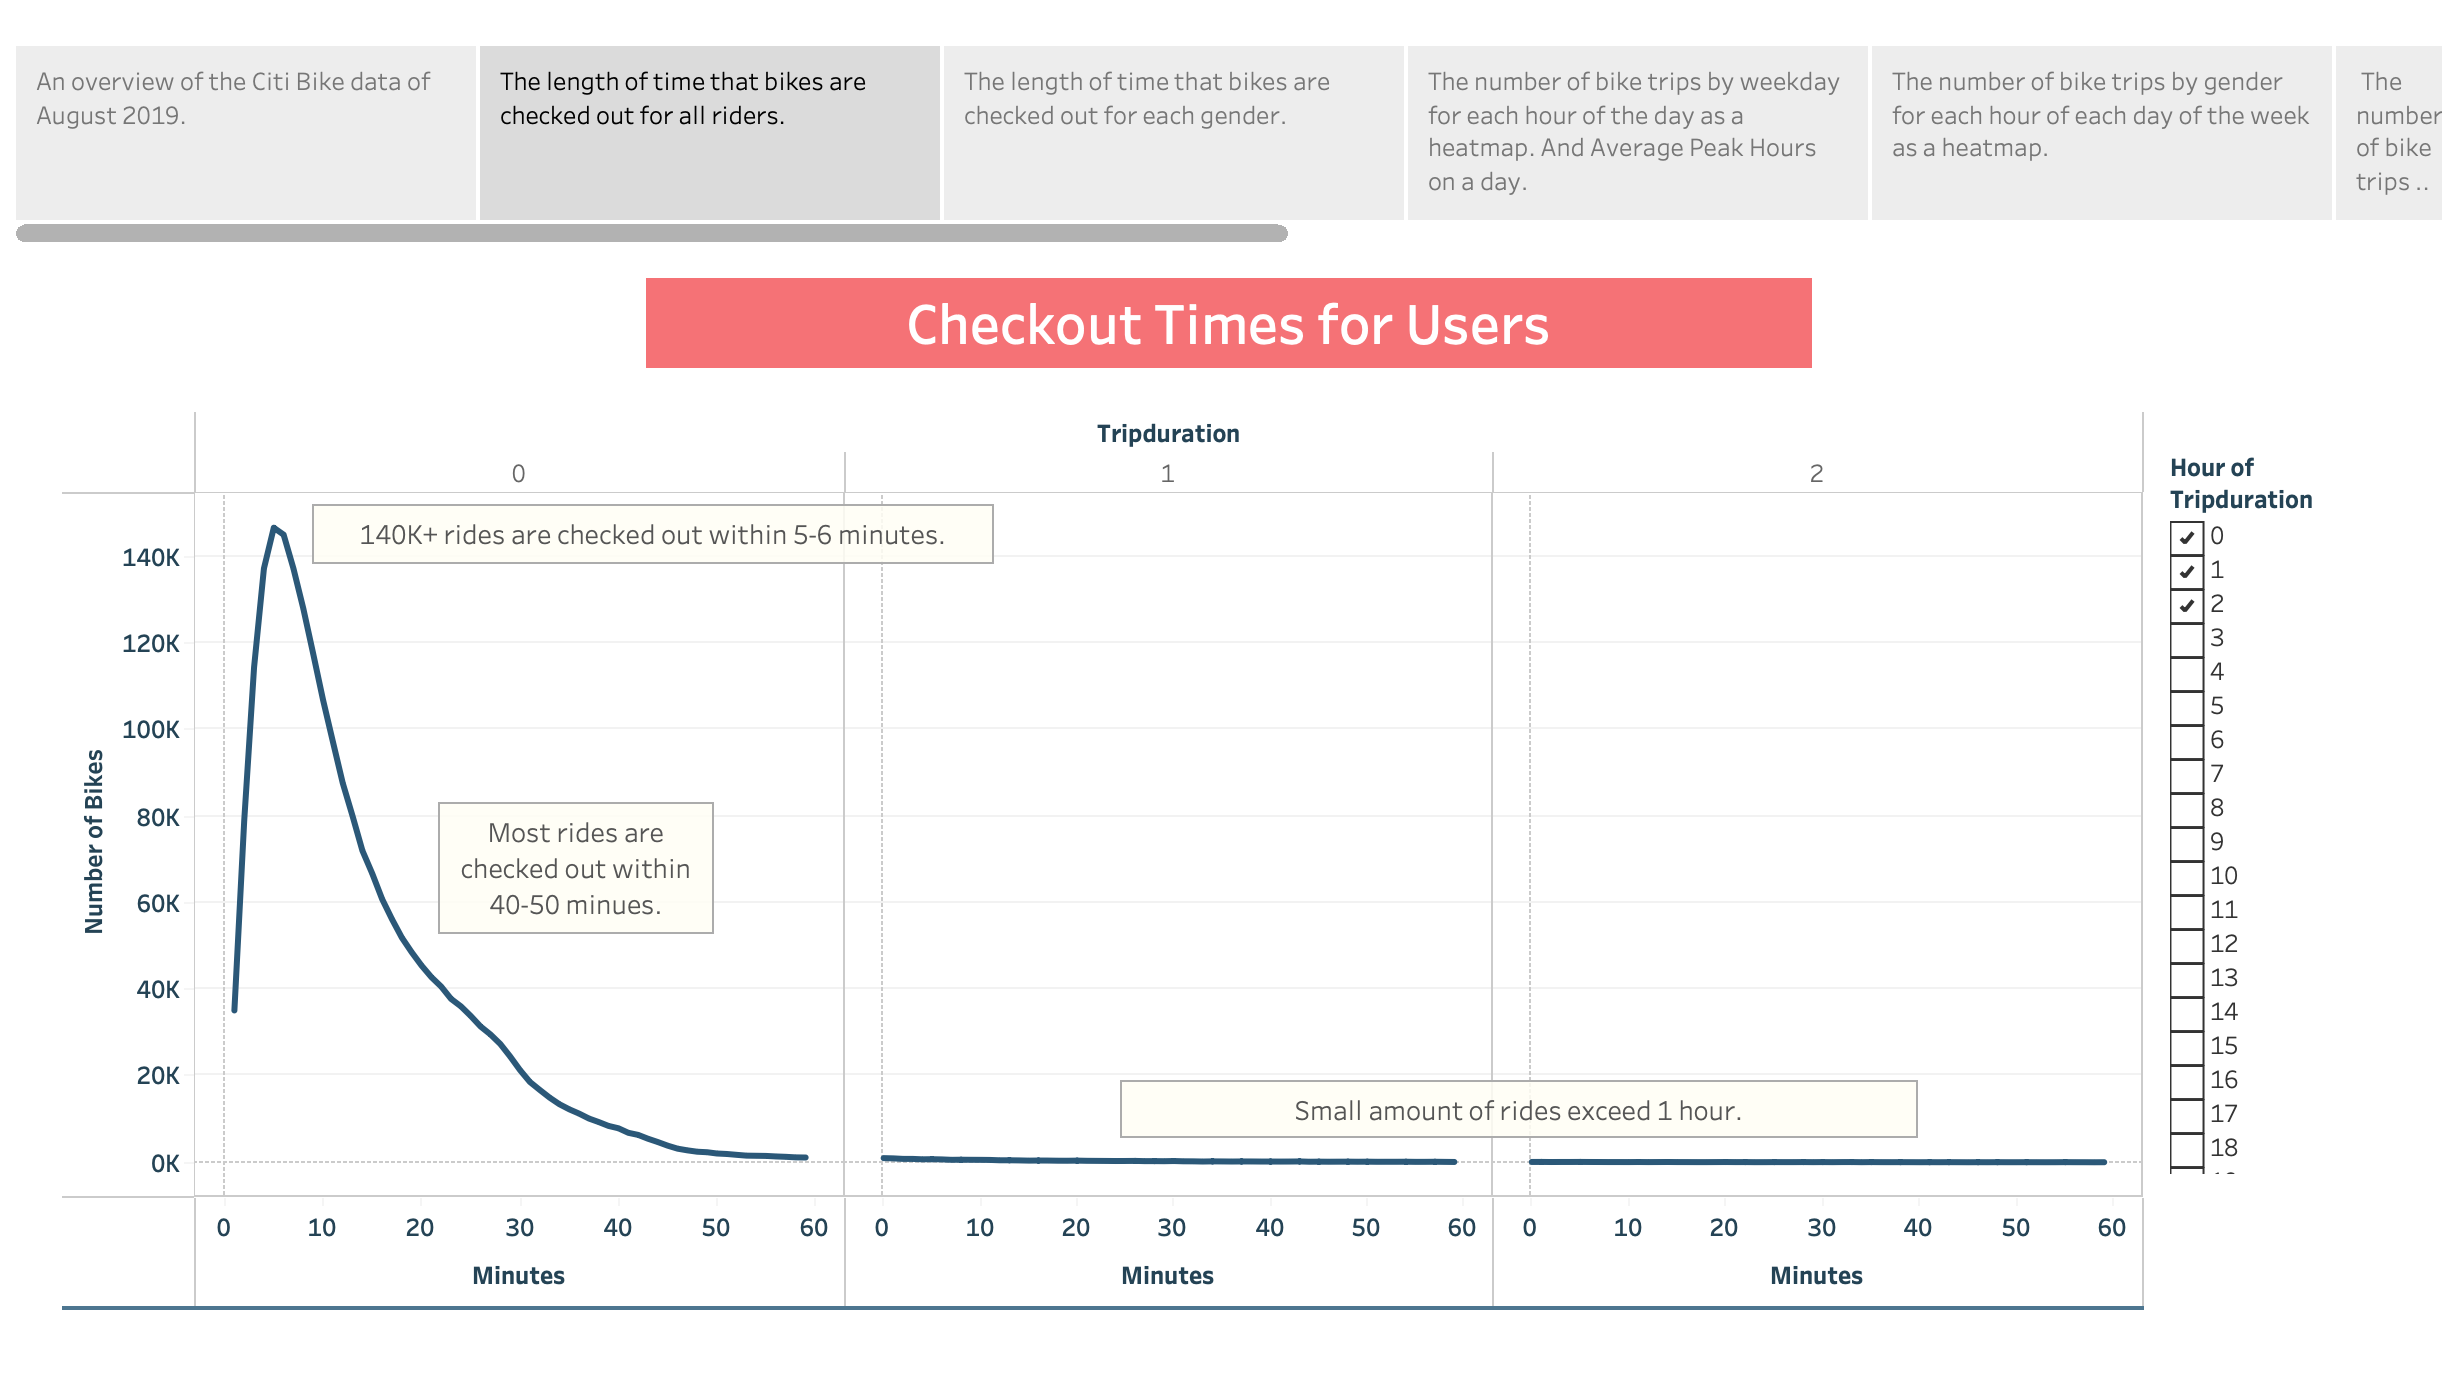 An overview of the Citi Bike data of
August 2019.
The length of time that bikes are
checked out for all riders.
The length of time that bikes are
checked out for each gender.
The number of bike trips by weekday
for each hour of the day as a
heatmap. And Average Peak Hours
on a day.
The number of bike trips by gender
for each hour of each day of the week
as a heatmap.
The
number
of bike
trips ..
Checkout Times for Users
Tripduration
0 1 2
140K+ rides are checked out within 5-6 minutes.
Most rides are
checked out within
40-50 minues.
Small amount of rides exceed 1 hour.
Number of Bikes
140K
120K
100K
80K
60K
40K
20K
0K
0 10 20 30 40 50 60 0 10 20 30 40 50 60 0 10 20 30 40 50 60
Minutes Minutes Minutes
Hour of
Tripduration
0
1
2
3
4
5
6
7
8
9
10
11
12
13
14
15
16
17
18